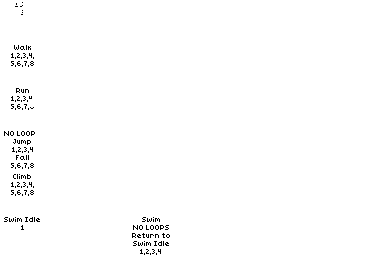 Walk
1,2,3,4,
5,6,7,8
Run
1,2,3,
5,6,7,
NO LOOP
Jump
1,2,3,4
Fall
5,6,7,8
Climb
1,2,3,4,
5,6,7,8
Swim Idle
1
Swim
NO LOOPS
Return to
Swim Idle
1,2,3,4